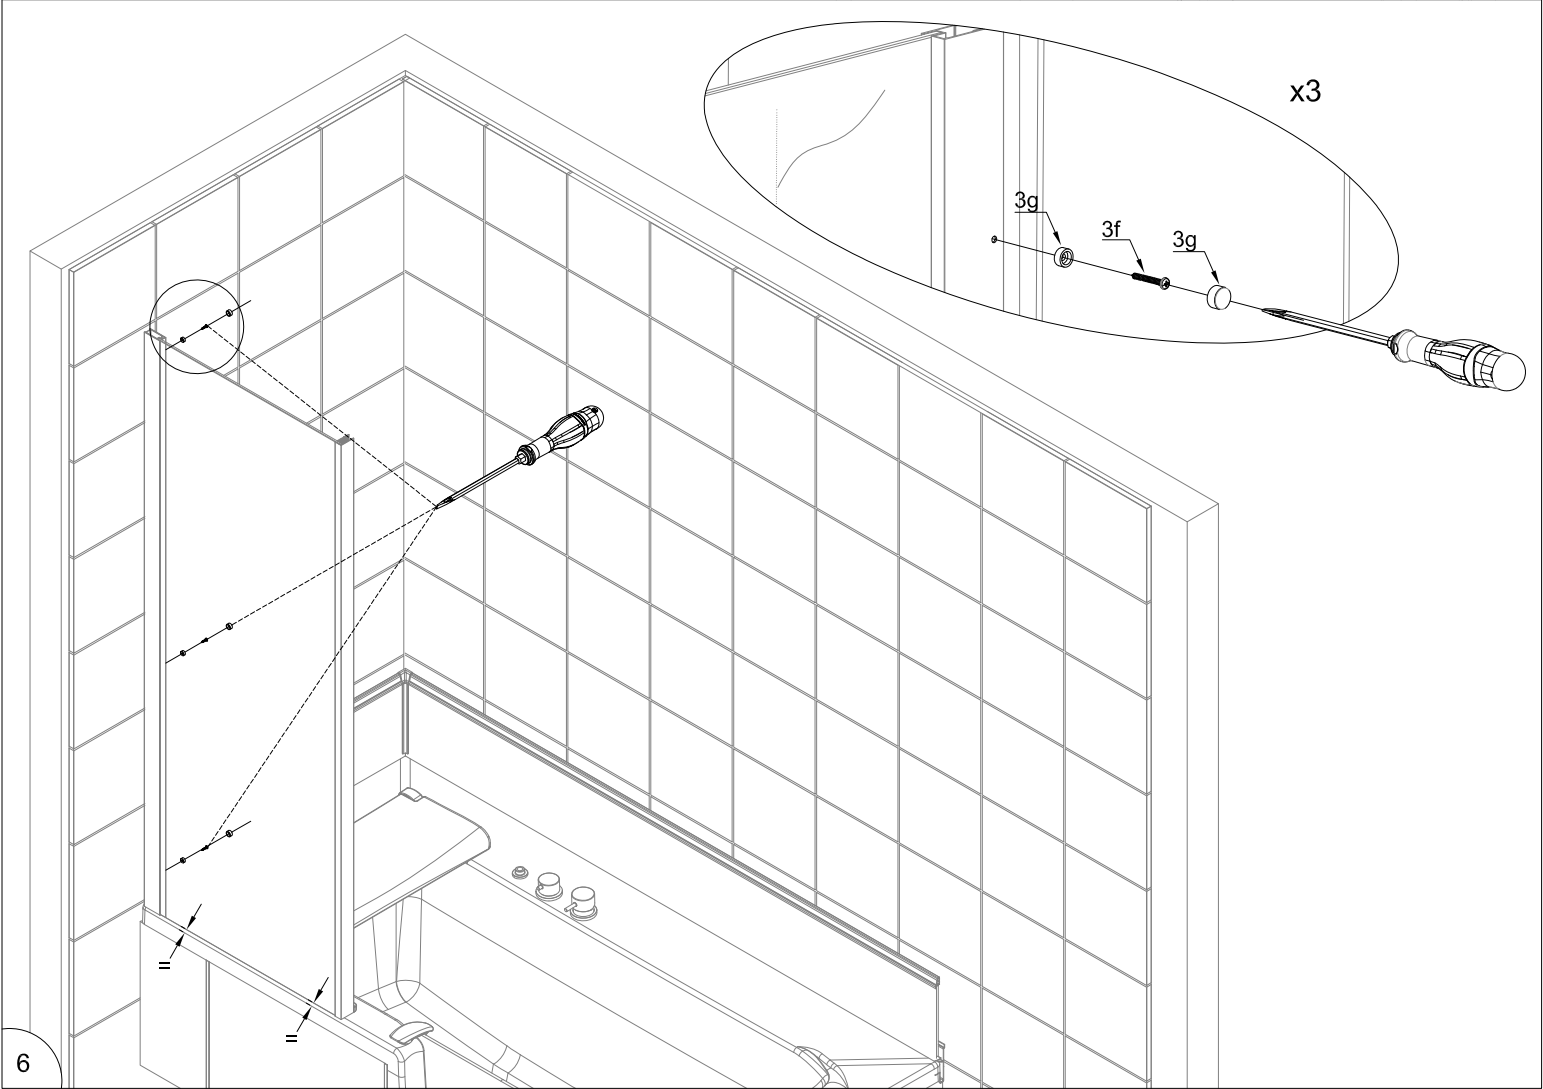 x3
3g
3f
3g
=
=
6